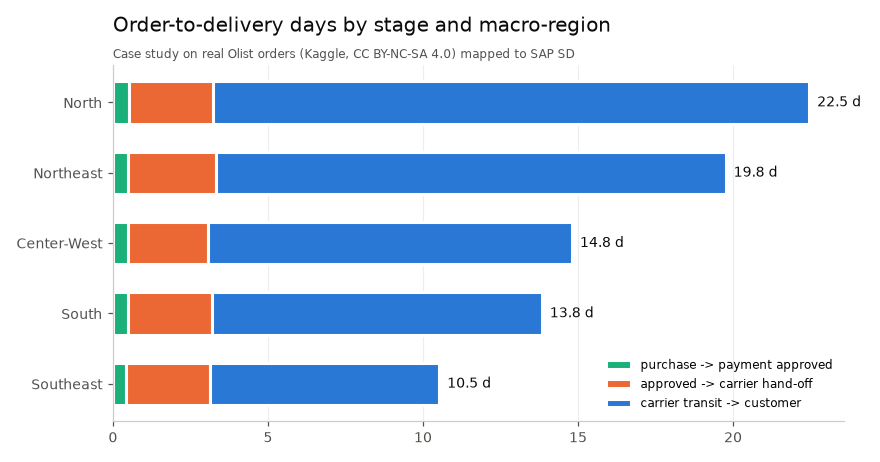 Order-to-delivery days by stage and macro-region
Case study on real Olist orders (Kaggle, CC BY-NC-SA 4.0) mapped to SAP SD
North
22.5 d
Northeast
19.8 d
Center-West
14.8 d
South
13.8 d
Southeast
10.5 d
purchase -> payment approved
approved -> carrier hand-off
carrier transit -> customer
0 5 10 15 20